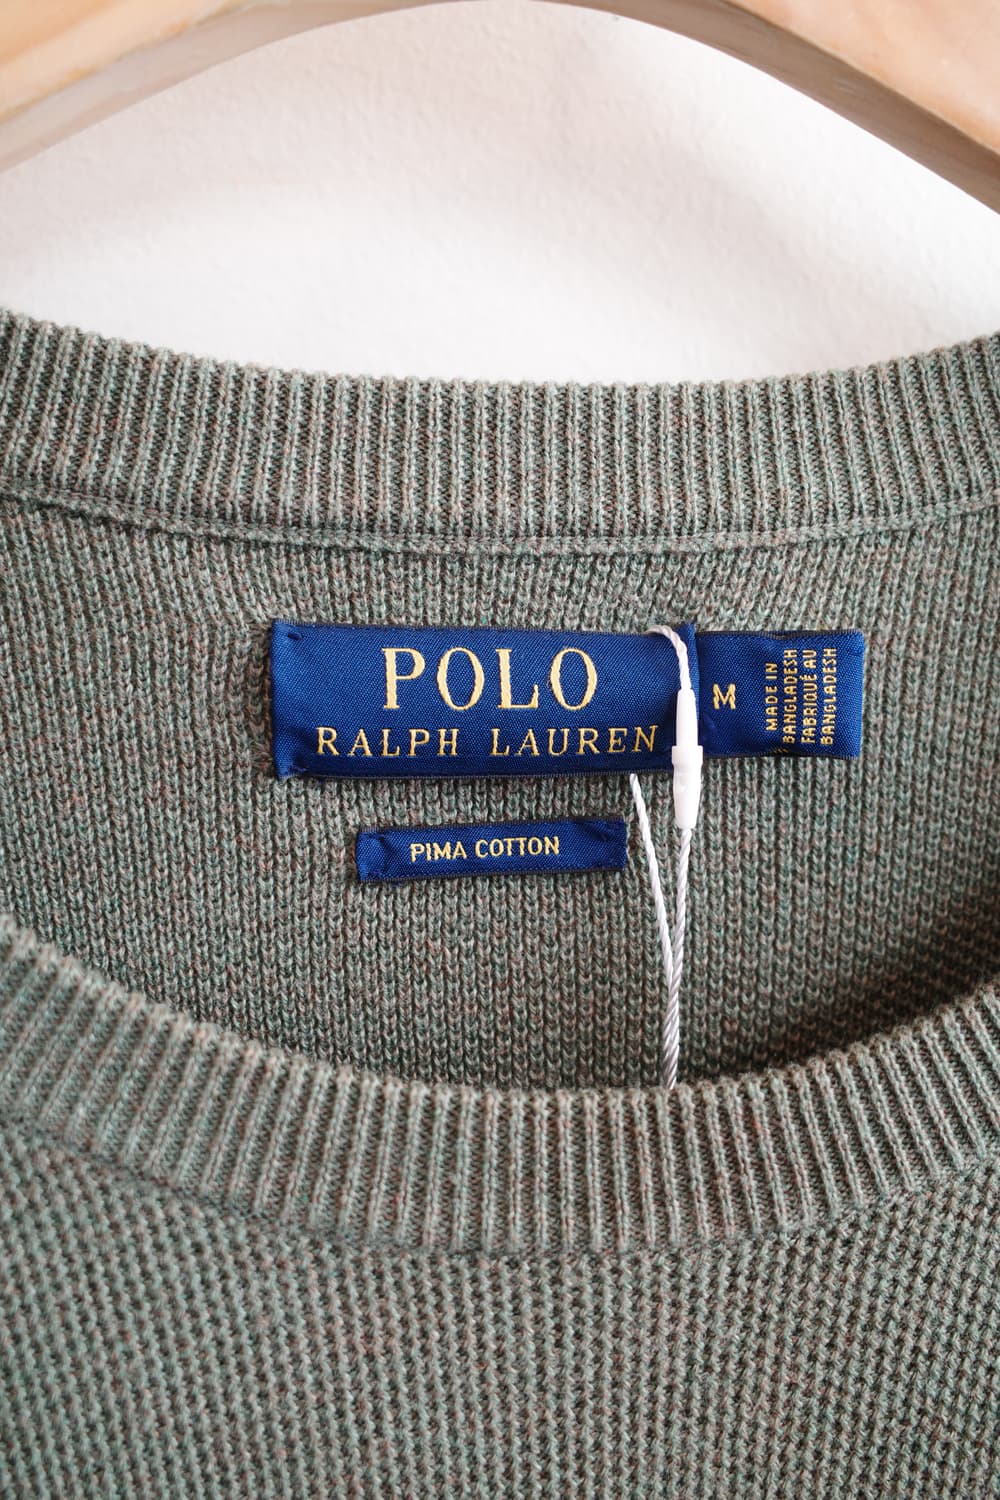 POLO
RALPH LAUREN
M
MADE IN
BANGLADESH
FABRIQUÉ AU
BANGLADESH
PIMA COTTON